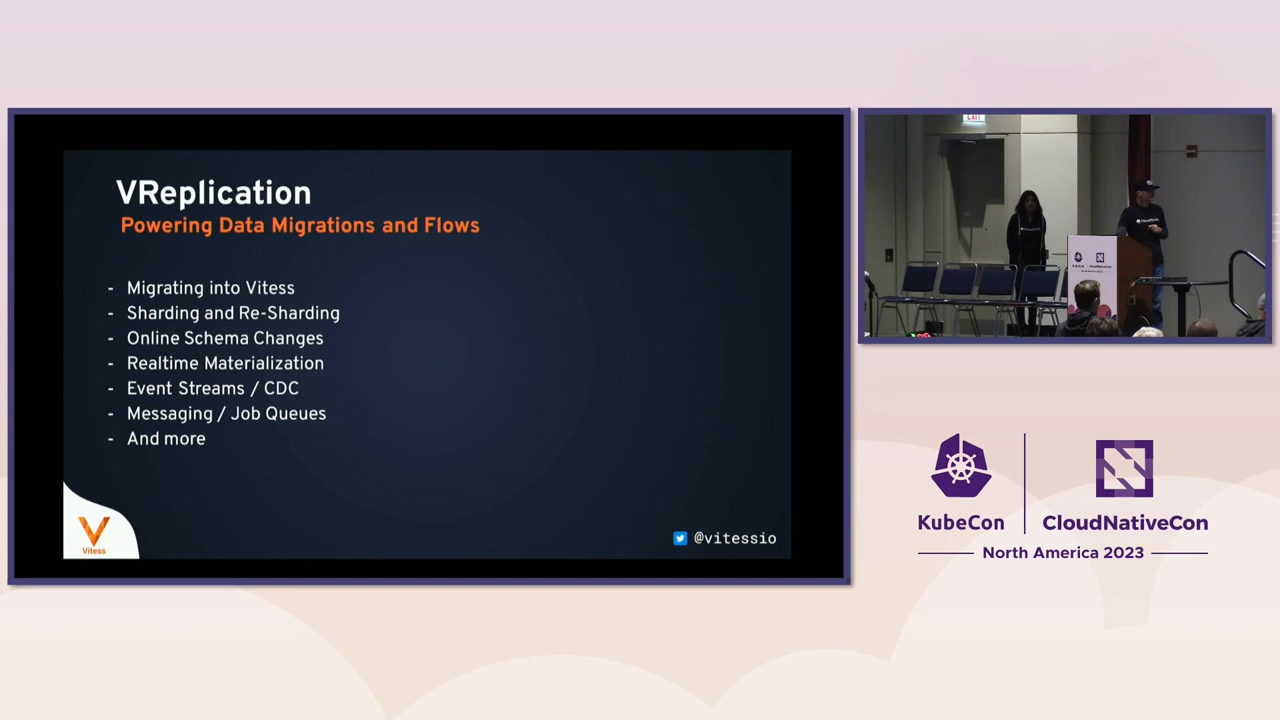 VReplication
Powering Data Migrations and Flows
- Migrating into Vitess
- Sharding and Re-Sharding
- Online Schema Changes
- Realtime Materialization
- Event Streams / CDC
- Messaging / Job Queues
- And more
Vitess
@vitessio
EXIT
KubeCon
CloudNativeCon
North America 2023